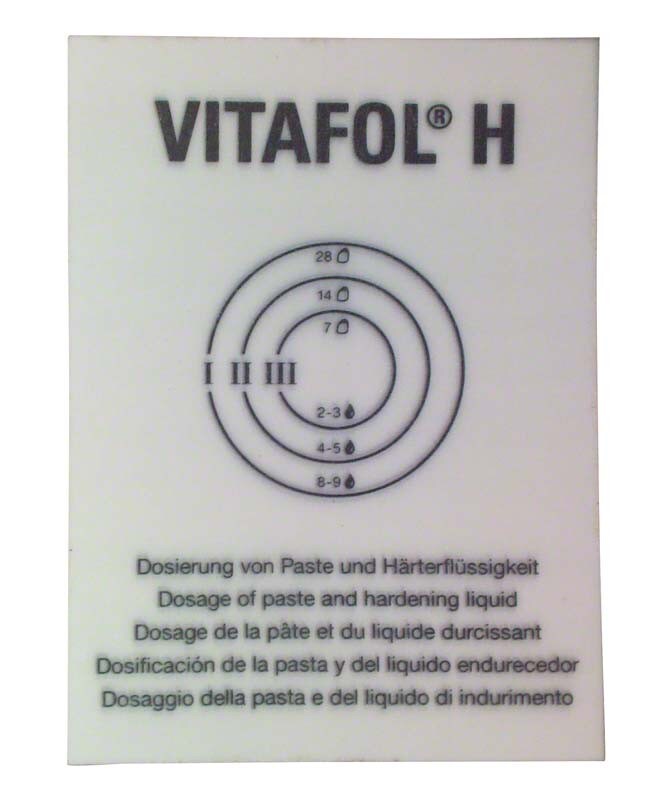 VITAFOL® H
28
14
7
I II III
2-3
4-5
8-9
Dosierung von Paste und Härterflüssigkeit
Dosage of paste and hardening liquid
Dosage de la pâte et du liquide durcissant
Dosificación de la pasta y del liquido endurecedor
Dosaggio della pasta e del liquido di indurimento